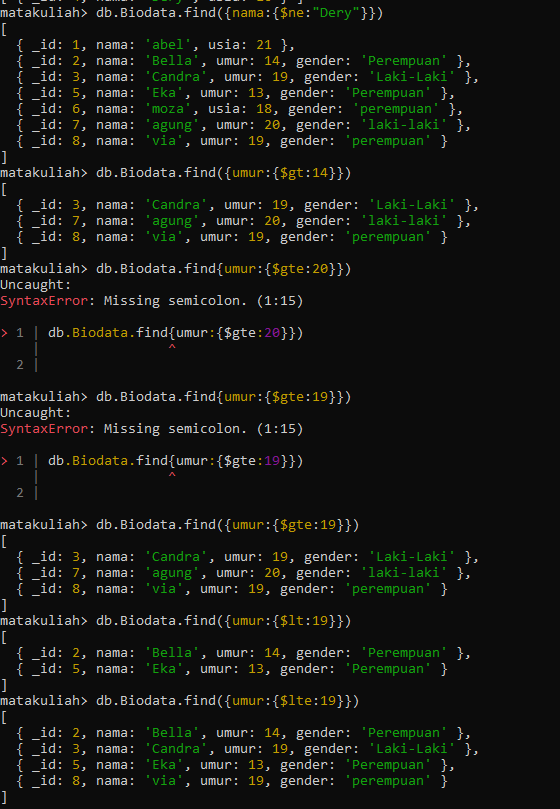 matakuliah> db.Biodata.find({nama:{$ne:"Dery"}})
[
  { _id: 1, nama: 'abel', usia: 21 },
  { _id: 2, nama: 'Bella', umur: 14, gender: 'Perempuan' },
  { _id: 3, nama: 'Candra', umur: 19, gender: 'Laki-Laki' },
  { _id: 5, nama: 'Eka', umur: 13, gender: 'Perempuan' },
  { _id: 6, nama: 'moza', usia: 18, gender: 'perempuan' },
  { _id: 7, nama: 'agung', umur: 20, gender: 'laki-laki' },
  { _id: 8, nama: 'via', umur: 19, gender: 'perempuan' }
]
matakuliah> db.Biodata.find({umur:{$gt:14}})
[
  { _id: 3, nama: 'Candra', umur: 19, gender: 'Laki-Laki' },
  { _id: 7, nama: 'agung', umur: 20, gender: 'laki-laki' },
  { _id: 8, nama: 'via', umur: 19, gender: 'perempuan' }
]
matakuliah> db.Biodata.find{umur:{$gte:20}})
Uncaught:
SyntaxError: Missing semicolon. (1:15)

> 1 | db.Biodata.find{umur:{$gte:20}})
    |                ^
  2 |

matakuliah> db.Biodata.find{umur:{$gte:19}})
Uncaught:
SyntaxError: Missing semicolon. (1:15)

> 1 | db.Biodata.find{umur:{$gte:19}})
    |                ^
  2 |

matakuliah> db.Biodata.find({umur:{$gte:19}})
[
  { _id: 3, nama: 'Candra', umur: 19, gender: 'Laki-Laki' },
  { _id: 7, nama: 'agung', umur: 20, gender: 'laki-laki' },
  { _id: 8, nama: 'via', umur: 19, gender: 'perempuan' }
]
matakuliah> db.Biodata.find({umur:{$lt:19}})
[
  { _id: 2, nama: 'Bella', umur: 14, gender: 'Perempuan' },
  { _id: 5, nama: 'Eka', umur: 13, gender: 'Perempuan' }
]
matakuliah> db.Biodata.find({umur:{$lte:19}})
[
  { _id: 2, nama: 'Bella', umur: 14, gender: 'Perempuan' },
  { _id: 3, nama: 'Candra', umur: 19, gender: 'Laki-Laki' },
  { _id: 5, nama: 'Eka', umur: 13, gender: 'Perempuan' },
  { _id: 8, nama: 'via', umur: 19, gender: 'perempuan' }
]